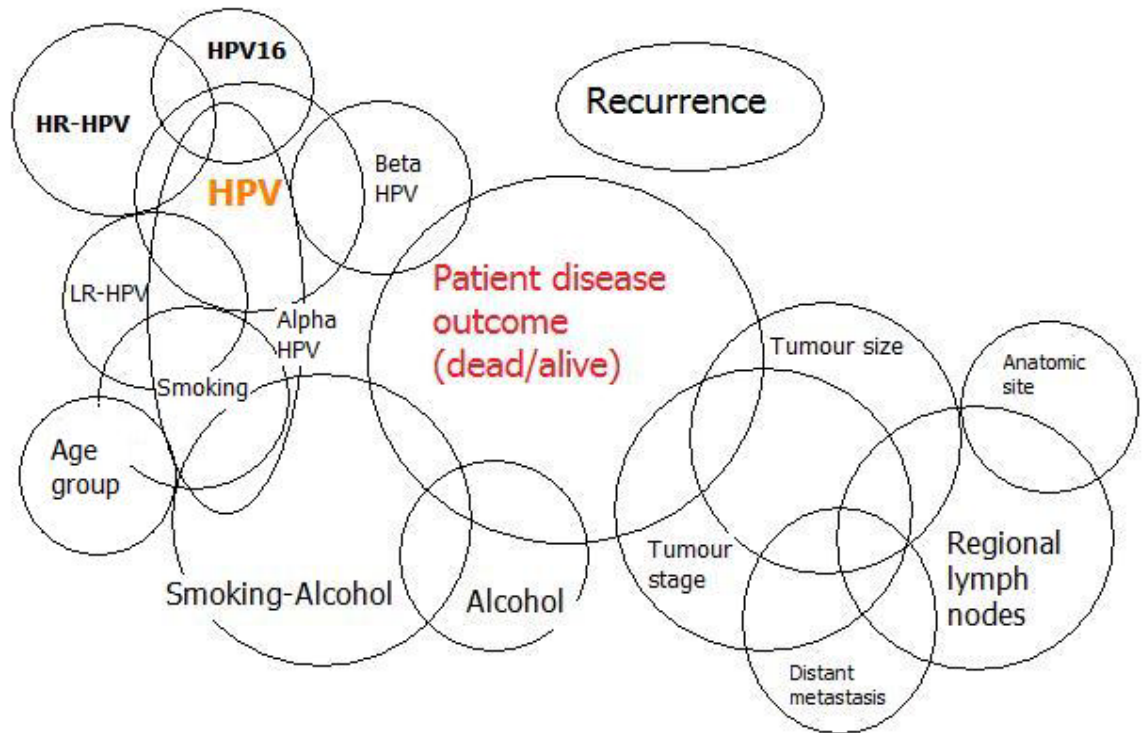 HPV16
HR-HPV
Recurrence
HPV
Beta
HPV
Patient disease
outcome
(dead/alive)
LR-HPV
Alpha
HPV
Smoking
Tumour size
Anatomic
site
Age
group
Tumour
stage
Regional
lymph
nodes
Smoking-Alcohol
Alcohol
Distant
metastasis